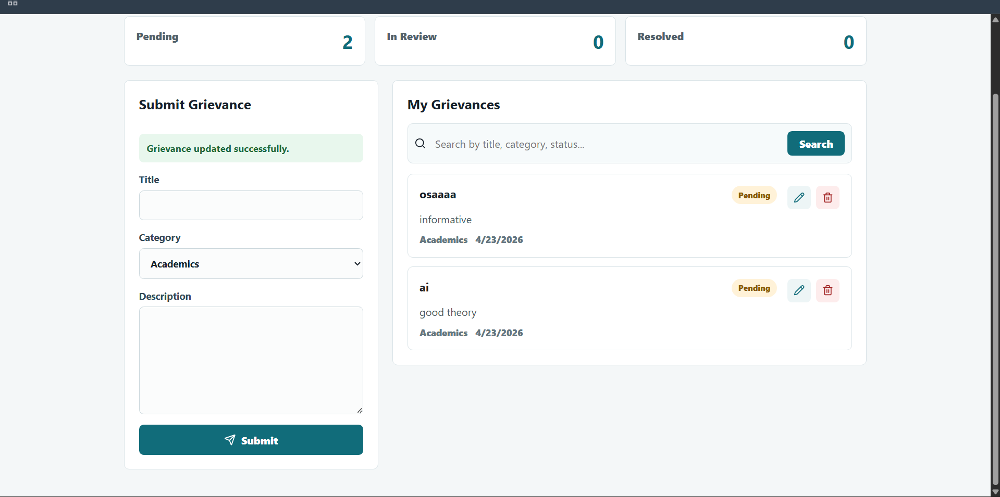 Pending
2
In Review
0
Resolved
0
Submit Grievance
Grievance updated successfully.
Title
Category
Academics
Description
Submit
My Grievances
Search by title, category, status...
Search
osaaaa
Pending
informative
Academics 4/23/2026
ai
Pending
good theory
Academics 4/23/2026